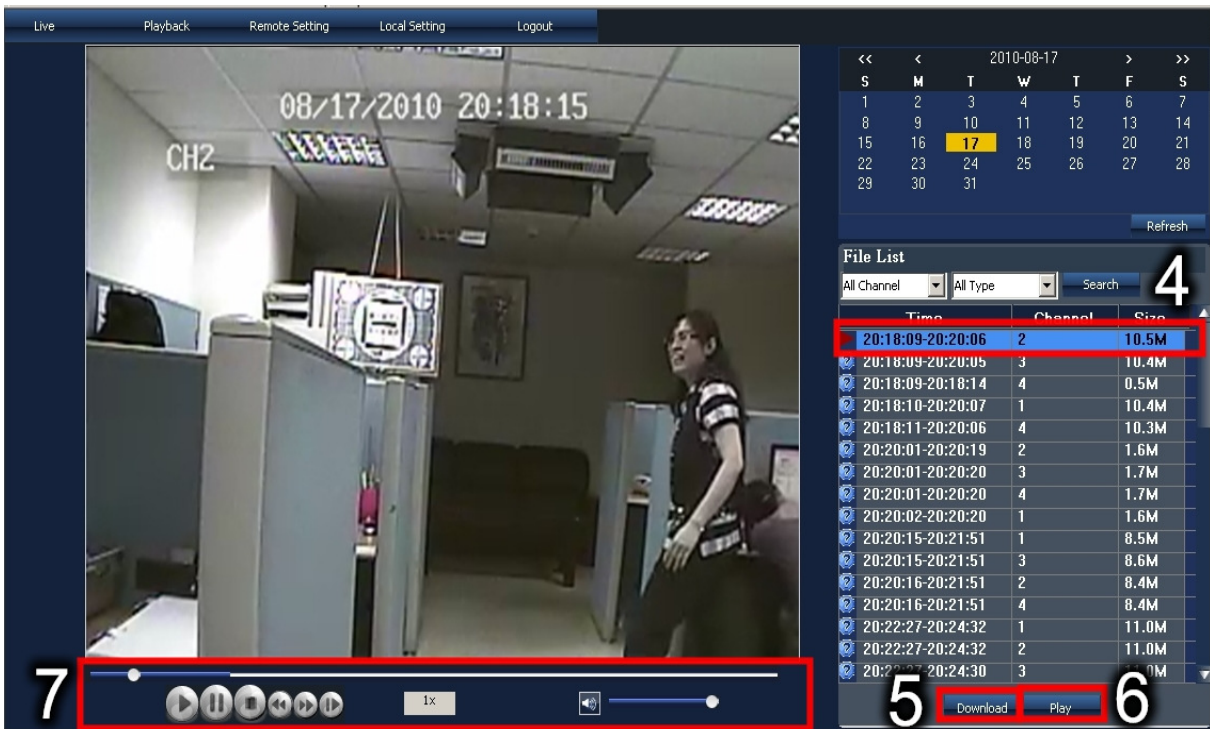 Live Playback Remote Setting Local Setting Logout
08/17/2010 20:18:15
CH2
<< < 2010-08-17 > >>
S M T W T F S
1 2 3 4 5 6 7
8 9 10 11 12 13 14
15 16 17 18 19 20 21
22 23 24 25 26 27 28
29 30 31
Refresh
File List
All Channel All Type Search 4
Time Channel Size
20:18:09-20:20:06 2 10.5M
20:18:09-20:20:05 3 10.4M
20:18:09-20:18:14 4 0.5M
20:18:10-20:20:07 1 10.4M
20:18:11-20:20:06 4 10.3M
20:20:01-20:20:19 2 1.6M
20:20:01-20:20:20 3 1.7M
20:20:01-20:20:20 4 1.7M
20:20:02-20:20:20 1 1.6M
20:20:15-20:21:51 1 8.5M
20:20:15-20:21:51 3 8.6M
20:20:16-20:21:51 2 8.4M
20:20:16-20:21:51 4 8.4M
20:22:27-20:24:32 1 11.0M
20:22:27-20:24:32 2 11.0M
20:22:27-20:24:30 3 11.0M
5 Download Play 6
7
1x